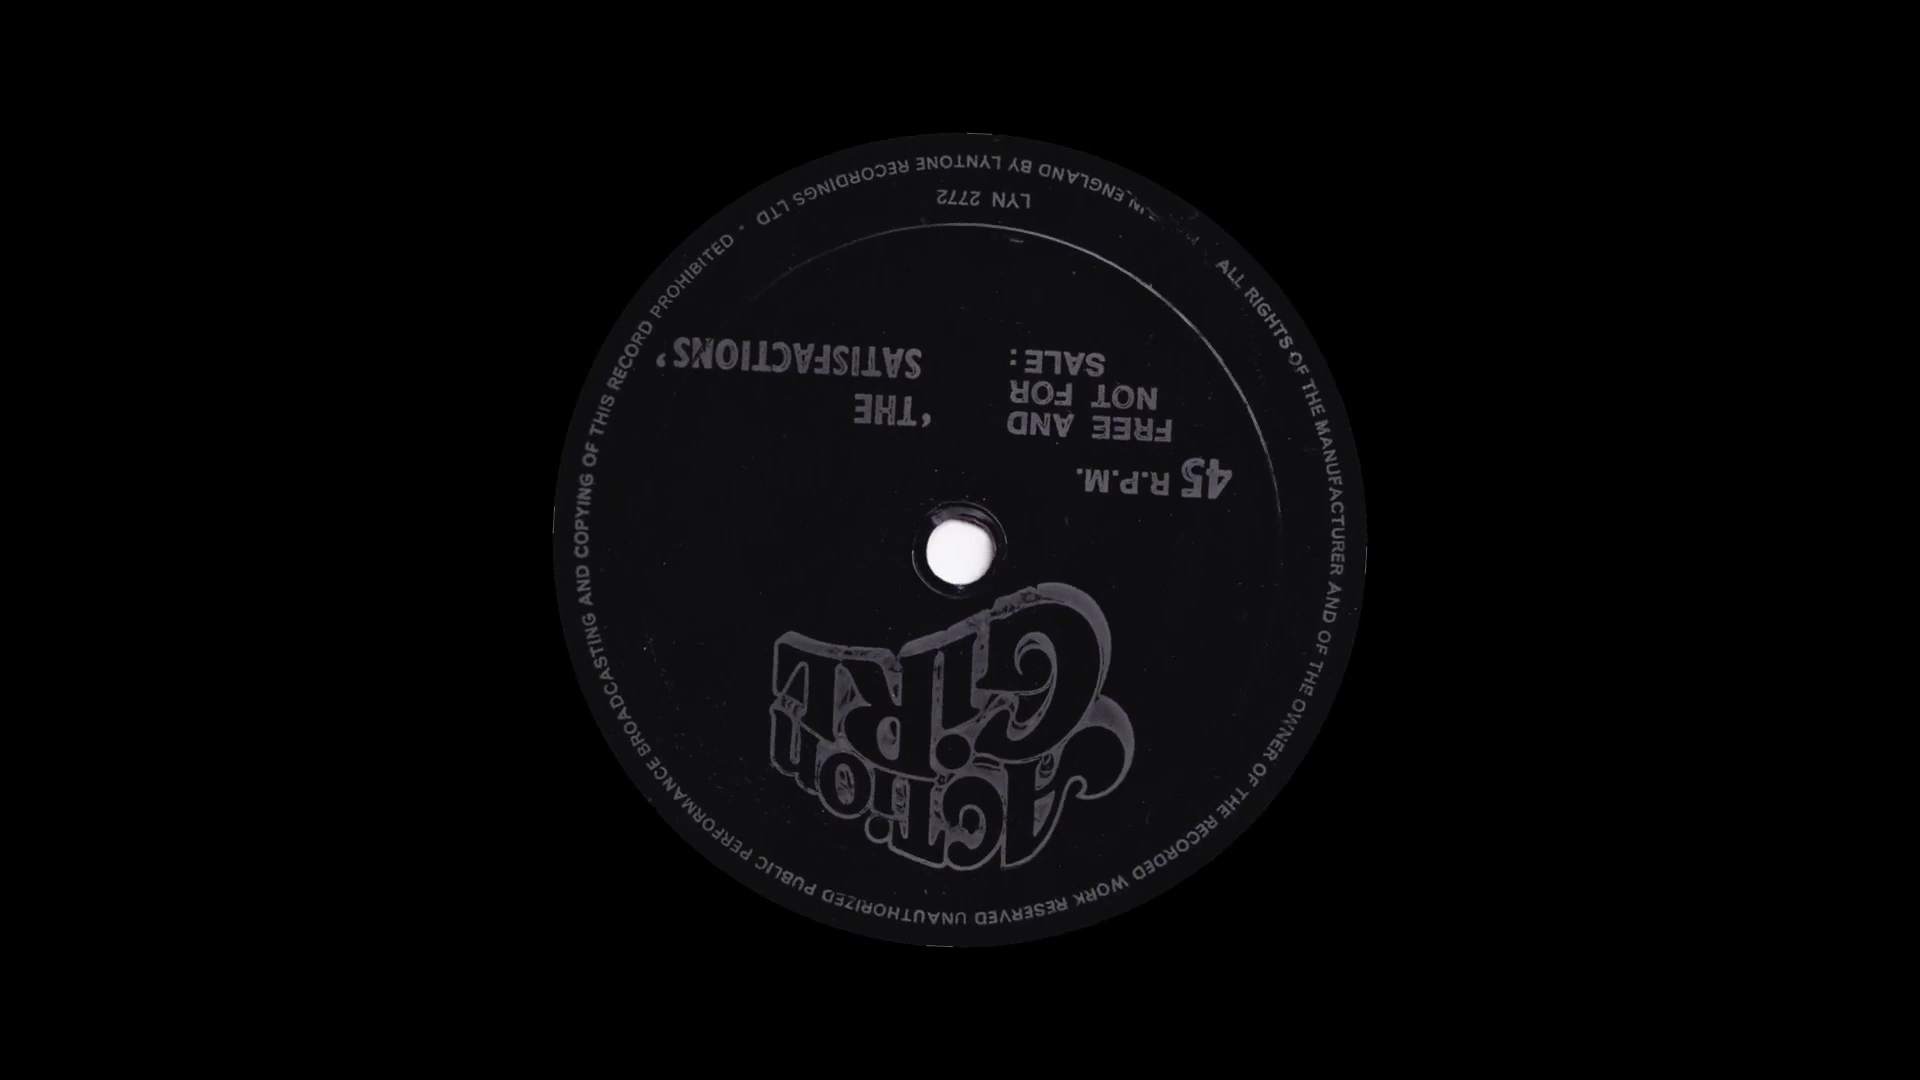 ACTION
GIRL
45 R.P.M.
FREE AND
NOT FOR
SALE:
'THE
SATISFACTIONS'
LYN 2772
ALL RIGHTS OF THE MANUFACTURER AND OF THE OWNER OF THE RECORDED WORK RESERVED UNAUTHORIZED PUBLIC PERFORMANCE BROADCASTING AND COPYING OF THIS RECORD PROHIBITED •
IN ENGLAND BY LYNTONE RECORDINGS LTD